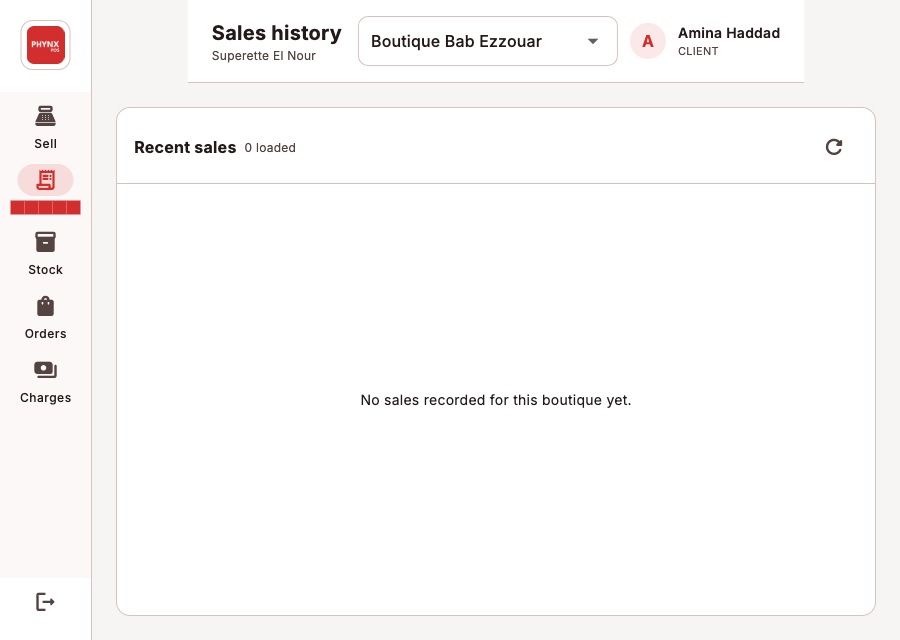 PHYNX
POS
Sales history
Superette El Nour
Boutique Bab Ezzouar
A
Amina Haddad
CLIENT
Sell
Stock
Orders
Charges
Recent sales 0 loaded
No sales recorded for this boutique yet.